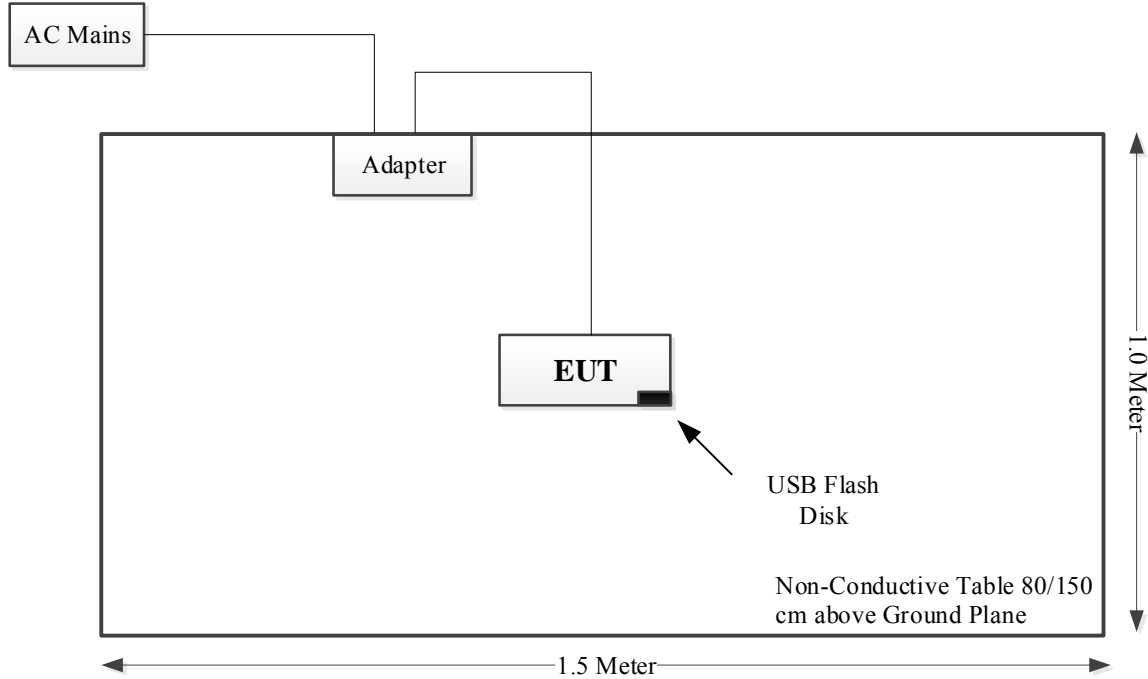 AC Mains
Adapter
EUT
1.0 Meter
USB Flash
Disk
Non-Conductive Table 80/150
cm above Ground Plane
1.5 Meter